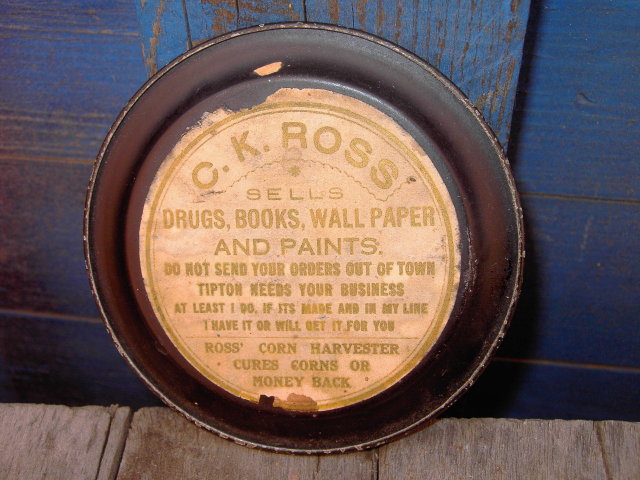 C. K. ROSS
SELLS
DRUGS, BOOKS, WALL PAPER
AND PAINTS.
DO NOT SEND YOUR ORDERS OUT OF TOWN
TIPTON NEEDS YOUR BUSINESS
AT LEAST I DO. IF ITS MADE AND IN MY LINE
I HAVE IT OR WILL GET IT FOR YOU
ROSS' CORN HARVESTER
CURES CORNS OR
MONEY BACK